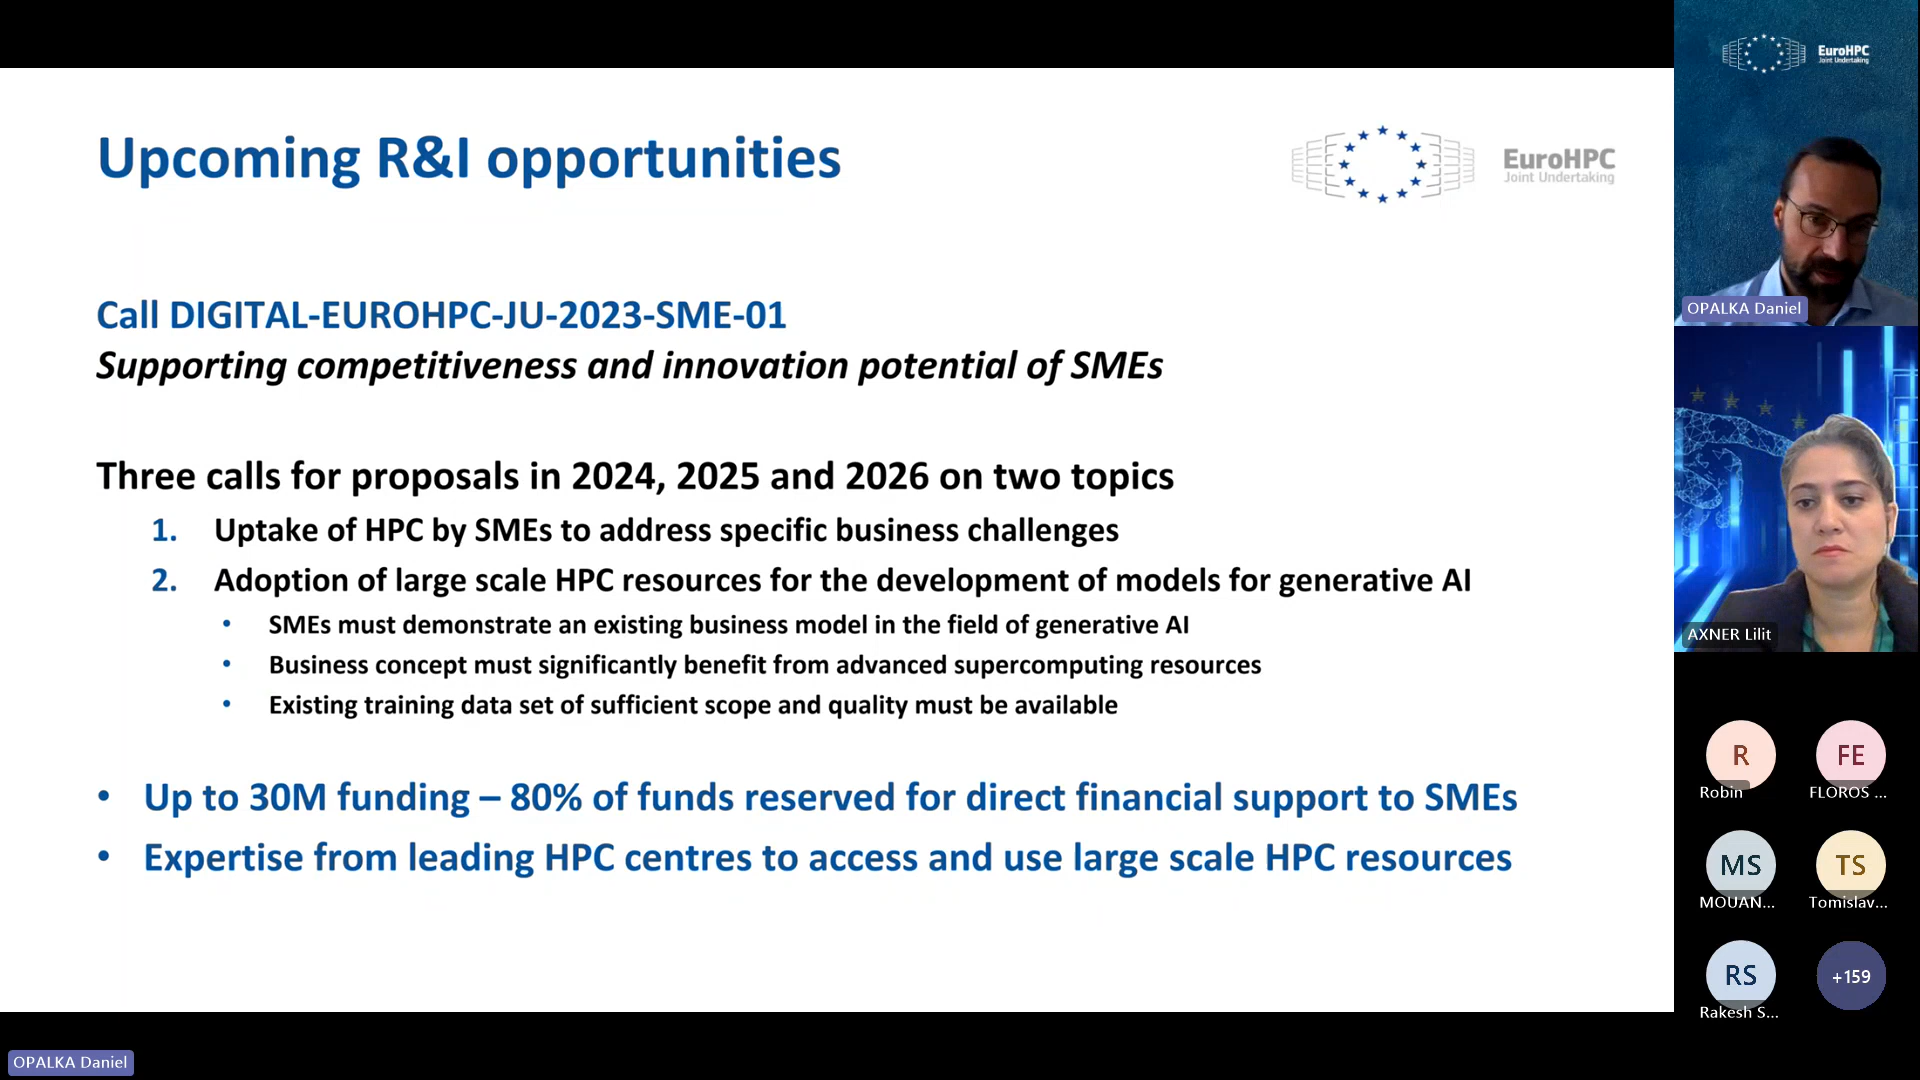 Upcoming R&I opportunities
EuroHPC
Joint Undertaking
Call DIGITAL-EUROHPC-JU-2023-SME-01
Supporting competitiveness and innovation potential of SMEs
Three calls for proposals in 2024, 2025 and 2026 on two topics
1. Uptake of HPC by SMEs to address specific business challenges
2. Adoption of large scale HPC resources for the development of models for generative AI
• SMEs must demonstrate an existing business model in the field of generative AI
• Business concept must significantly benefit from advanced supercomputing resources
• Existing training data set of sufficient scope and quality must be available
• Up to 30M funding – 80% of funds reserved for direct financial support to SMEs
• Expertise from leading HPC centres to access and use large scale HPC resources
OPALKA Daniel
EuroHPC
Joint Undertaking
OPALKA Daniel
AXNER Lilit
R
Robin
FE
FLOROS ...
MS
MOUAN...
TS
Tomislav...
RS
Rakesh S...
+159